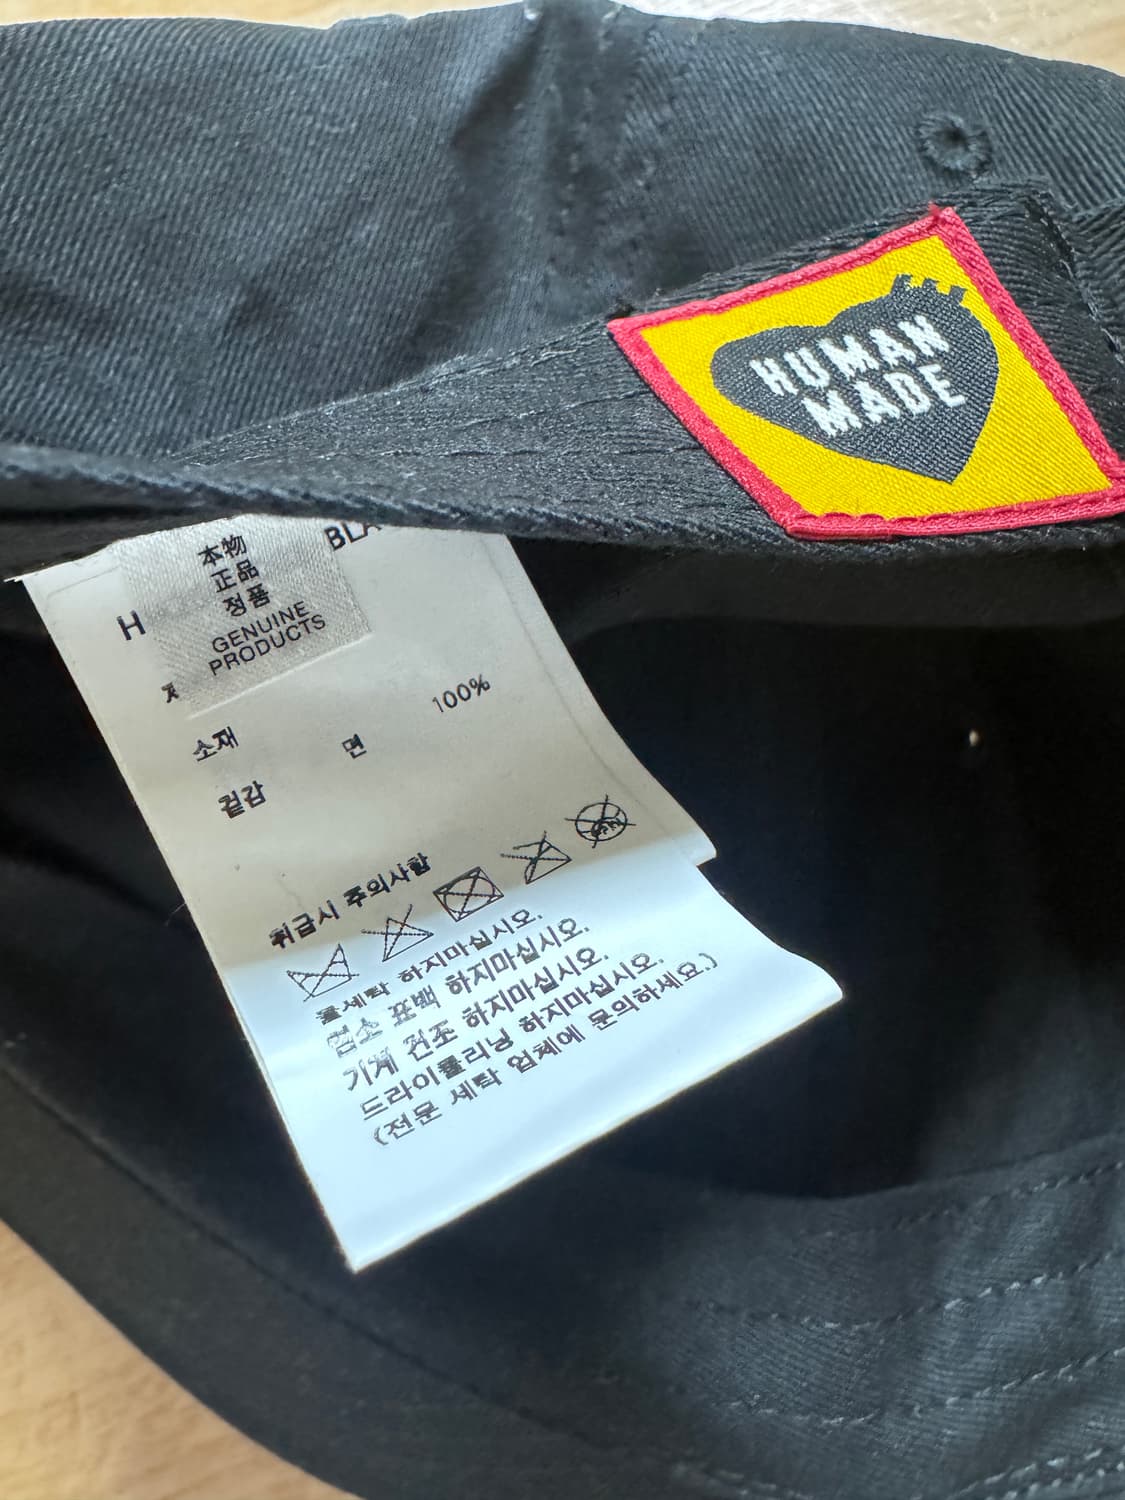 HUMAN
MADE
BLA
本物
正品
정품
GENUINE
PRODUCTS
H
소재
면 100%
겉감
취급시 주의사항
물세탁 하지마십시오.
염소 표백 하지마십시오.
기계 건조 하지마십시오.
드라이클리닝 하지마십시오.
(전문 세탁 업체에 문의하세요.)